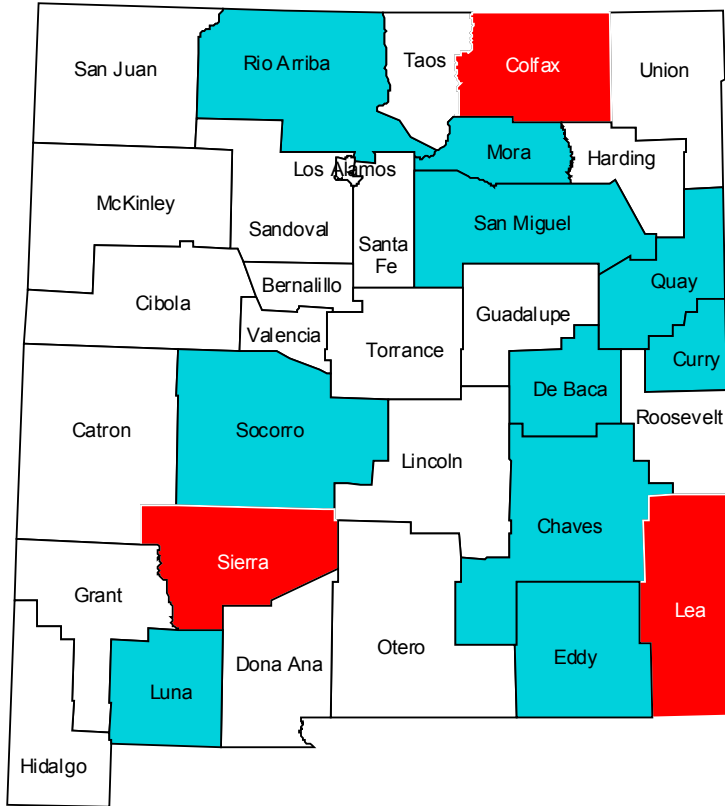 San Juan
Rio Arriba
Taos
Colfax
Union
Mora
Harding
Los Alamos
McKinley
Sandoval
Santa
Fe
San Miguel
Bernalillo
Quay
Cibola
Valencia
Guadalupe
Torrance
Curry
De Baca
Roosevelt
Catron
Socorro
Lincoln
Chaves
Sierra
Grant
Lea
Otero
Eddy
Dona Ana
Luna
Hidalgo